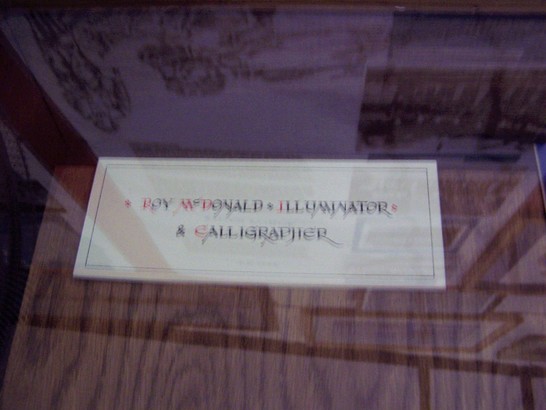 • ROY McDONALD • ILLUMINATOR •
& CALLIGRAPHER